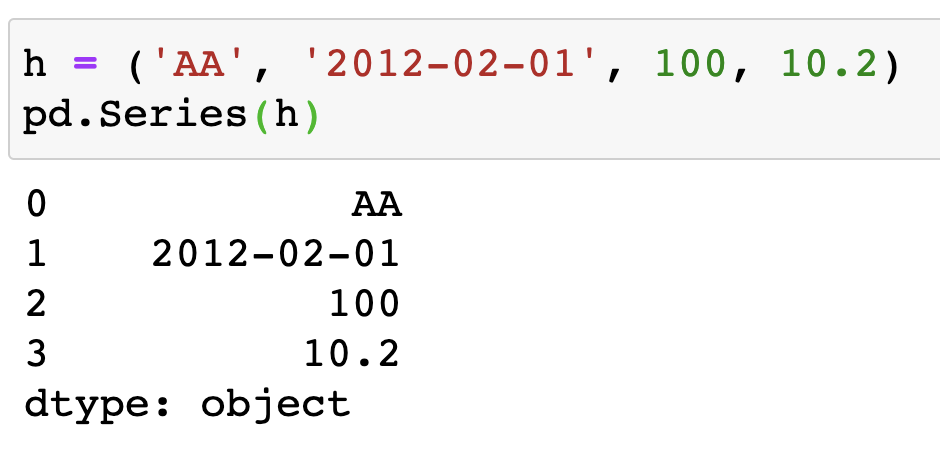 h = ('AA', '2012-02-01', 100, 10.2)
pd.Series(h)
0            AA
1    2012-02-01
2           100
3          10.2
dtype: object